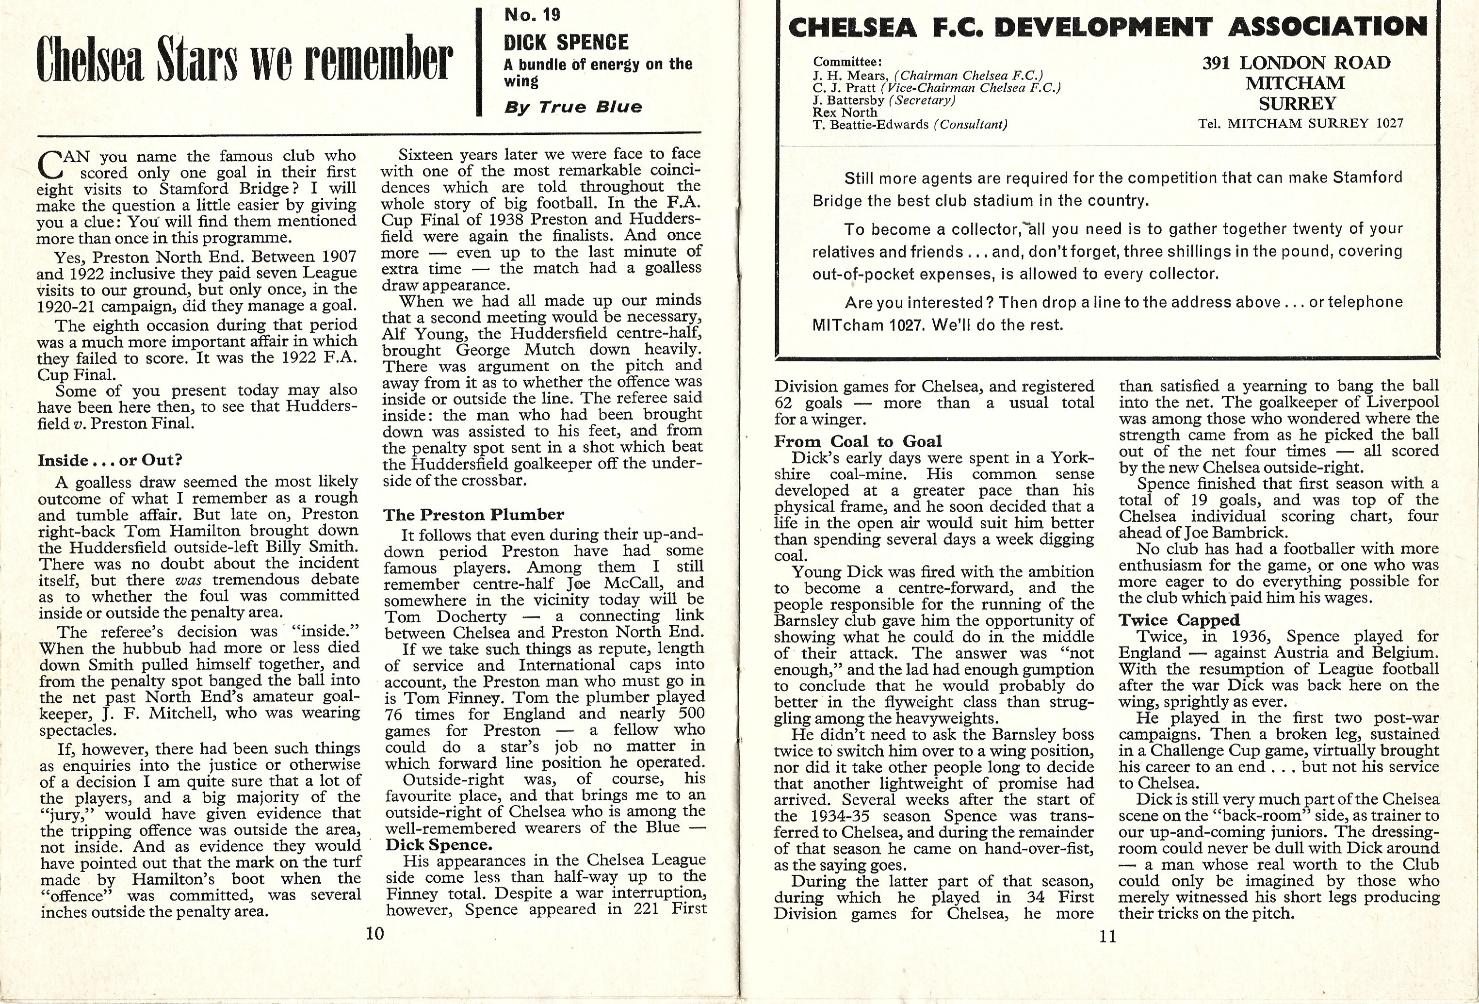 Chelsea Stars we remember
No. 19
DICK SPENCE
A bundle of energy on the
wing
By True Blue
CAN you name the famous club who
scored only one goal in their first
eight visits to Stamford Bridge? I will
make the question a little easier by giving
you a clue: You will find them mentioned
more than once in this programme.
Yes, Preston North End. Between 1907
and 1922 inclusive they paid seven League
visits to our ground, but only once, in the
1920-21 campaign, did they manage a goal.
The eighth occasion during that period
was a much more important affair in which
they failed to score. It was the 1922 F.A.
Cup Final.
Some of you present today may also
have been here then, to see that Hudders-
field v. Preston Final.
Inside . . . or Out?
A goalless draw seemed the most likely
outcome of what I remember as a rough
and tumble affair. But late on, Preston
right-back Tom Hamilton brought down
the Huddersfield outside-left Billy Smith.
There was no doubt about the incident
itself, but there was tremendous debate
as to whether the foul was committed
inside or outside the penalty area.
The referee's decision was "inside."
When the hubbub had more or less died
down Smith pulled himself together, and
from the penalty spot banged the ball into
the net past North End's amateur goal-
keeper, J. F. Mitchell, who was wearing
spectacles.
If, however, there had been such things
as enquiries into the justice or otherwise
of a decision I am quite sure that a lot of
the players, and a big majority of the
"jury," would have given evidence that
the tripping offence was outside the area,
not inside. And as evidence they would
have pointed out that the mark on the turf
made by Hamilton's boot when the
"offence" was committed, was several
inches outside the penalty area.
Sixteen years later we were face to face
with one of the most remarkable coinci-
dences which are told throughout the
whole story of big football. In the F.A.
Cup Final of 1938 Preston and Hudders-
field were again the finalists. And once
more — even up to the last minute of
extra time — the match had a goalless
draw appearance.
When we had all made up our minds
that a second meeting would be necessary,
Alf Young, the Huddersfield centre-half,
brought George Mutch down heavily.
There was argument on the pitch and
away from it as to whether the offence was
inside or outside the line. The referee said
inside: the man who had been brought
down was assisted to his feet, and from
the penalty spot sent in a shot which beat
the Huddersfield goalkeeper off the under-
side of the crossbar.
The Preston Plumber
It follows that even during their up-and-
down period Preston have had some
famous players. Among them I still
remember centre-half Joe McCall, and
somewhere in the vicinity today will be
Tom Docherty — a connecting link
between Chelsea and Preston North End.
If we take such things as repute, length
of service and International caps into
account, the Preston man who must go in
is Tom Finney. Tom the plumber played
76 times for England and nearly 500
games for Preston — a fellow who
could do a star's job no matter in
which forward line position he operated.
Outside-right was, of course, his
favourite place, and that brings me to an
outside-right of Chelsea who is among the
well-remembered wearers of the Blue —
Dick Spence.
His appearances in the Chelsea League
side come less than half-way up to the
Finney total. Despite a war interruption,
however, Spence appeared in 221 First
10
CHELSEA F.C. DEVELOPMENT ASSOCIATION
Committee:
J. H. Mears, (Chairman Chelsea F.C.)
C. J. Pratt (Vice-Chairman Chelsea F.C.)
J. Battersby (Secretary)
Rex North
T. Beattie-Edwards (Consultant)
391 LONDON ROAD
MITCHAM
SURREY
Tel. MITCHAM SURREY 1027
Still more agents are required for the competition that can make Stamford
Bridge the best club stadium in the country.
To become a collector, all you need is to gather together twenty of your
relatives and friends . . . and, don't forget, three shillings in the pound, covering
out-of-pocket expenses, is allowed to every collector.
Are you interested? Then drop a line to the address above . . . or telephone
MITcham 1027. We'll do the rest.
Division games for Chelsea, and registered
62 goals — more than a usual total
for a winger.
From Coal to Goal
Dick's early days were spent in a York-
shire coal-mine. His common sense
developed at a greater pace than his
physical frame, and he soon decided that a
life in the open air would suit him better
than spending several days a week digging
coal.
Young Dick was fired with the ambition
to become a centre-forward, and the
people responsible for the running of the
Barnsley club gave him the opportunity of
showing what he could do in the middle
of their attack. The answer was "not
enough," and the lad had enough gumption
to conclude that he would probably do
better in the flyweight class than strug-
gling among the heavyweights.
He didn't need to ask the Barnsley boss
twice to switch him over to a wing position,
nor did it take other people long to decide
that another lightweight of promise had
arrived. Several weeks after the start of
the 1934-35 season Spence was trans-
ferred to Chelsea, and during the remainder
of that season he came on hand-over-fist,
as the saying goes.
During the latter part of that season,
during which he played in 34 First
Division games for Chelsea, he more
than satisfied a yearning to bang the ball
into the net. The goalkeeper of Liverpool
was among those who wondered where the
strength came from as he picked the ball
out of the net four times — all scored
by the new Chelsea outside-right.
Spence finished that first season with a
total of 19 goals, and was top of the
Chelsea individual scoring chart, four
ahead of Joe Bambrick.
No club has had a footballer with more
enthusiasm for the game, or one who was
more eager to do everything possible for
the club which paid him his wages.
Twice Capped
Twice, in 1936, Spence played for
England — against Austria and Belgium.
With the resumption of League football
after the war Dick was back here on the
wing, sprightly as ever.
He played in the first two post-war
campaigns. Then a broken leg, sustained
in a Challenge Cup game, virtually brought
his career to an end . . . but not his service
to Chelsea.
Dick is still very much part of the Chelsea
scene on the "back-room" side, as trainer to
our up-and-coming juniors. The dressing-
room could never be dull with Dick around
— a man whose real worth to the Club
could only be imagined by those who
merely witnessed his short legs producing
their tricks on the pitch.
11